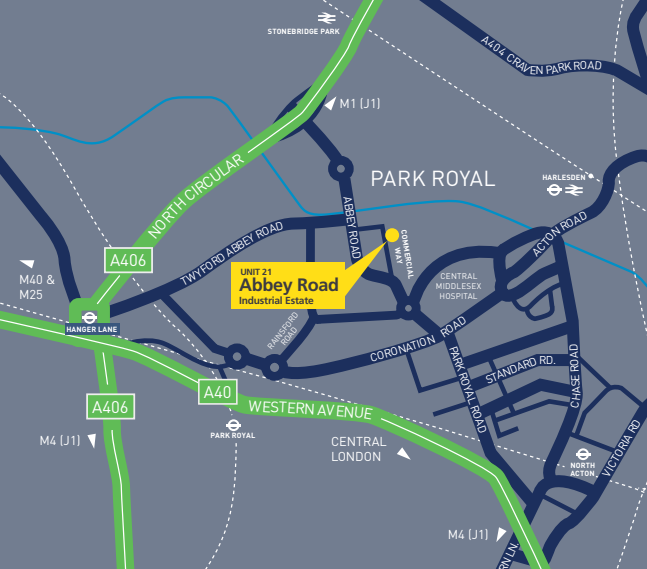 STONEBRIDGE PARK
A404 CRAVEN PARK ROAD
M1 (J1)
NORTH CIRCULAR
PARK ROYAL
HARLESDEN
ABBEY ROAD
ACTON ROAD
TWYFORD ABBEY ROAD
COMMERCIAL
WAY
A406
M40 &
M25
UNIT 21
Abbey Road
Industrial Estate
CENTRAL
MIDDLESEX
HOSPITAL
HANGER LANE
RAINSFORD
ROAD
CORONATION ROAD
PARK ROYAL ROAD
STANDARD RD.
CHASE ROAD
A40
A406
WESTERN AVENUE
PARK ROYAL
M4 (J1)
CENTRAL
LONDON
VICTORIA RD
NORTH
ACTON
M4 (J1)
RN LN.